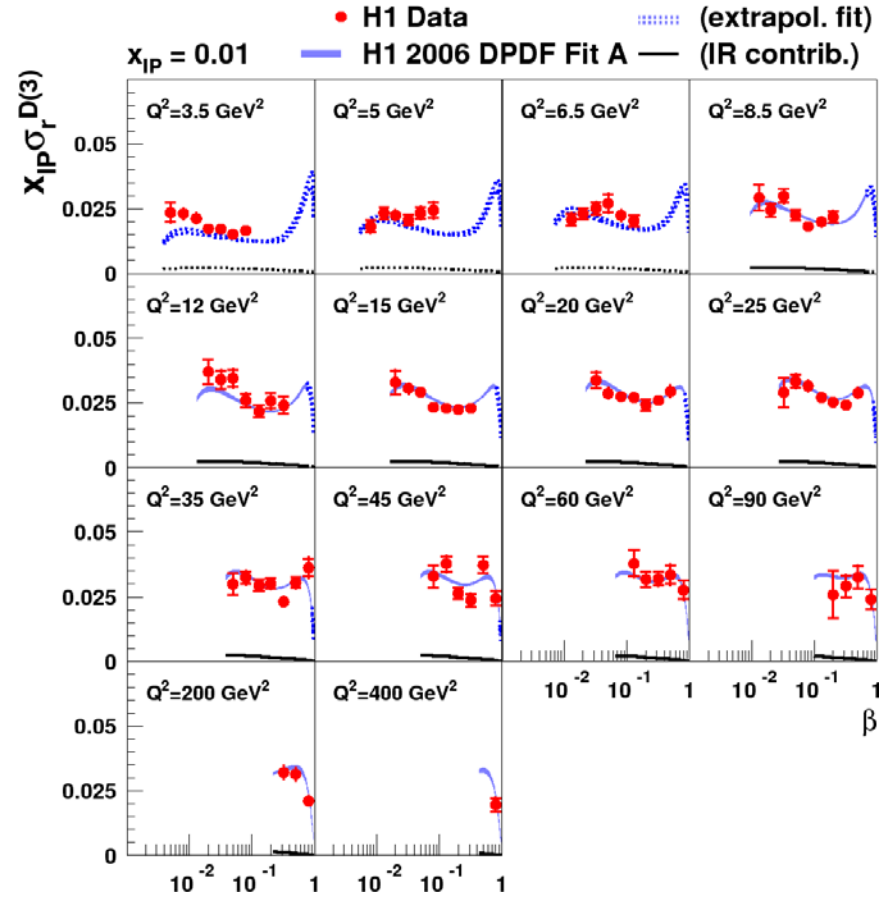 H1 Data (extrapol. fit)
x_IP = 0.01 H1 2006 DPDF Fit A (IR contrib.)
x_IP σ_r^D(3)
Q²=3.5 GeV² Q²=5 GeV² Q²=6.5 GeV² Q²=8.5 GeV²
0.05
0.025
0
Q²=12 GeV² Q²=15 GeV² Q²=20 GeV² Q²=25 GeV²
0.05
0.025
0
Q²=35 GeV² Q²=45 GeV² Q²=60 GeV² Q²=90 GeV²
0.05
0.025
0
10⁻² 10⁻¹ 1 10⁻² 10⁻¹ 1
β
Q²=200 GeV² Q²=400 GeV²
0.05
0.025
0
10⁻² 10⁻¹ 1 10⁻² 10⁻¹ 1